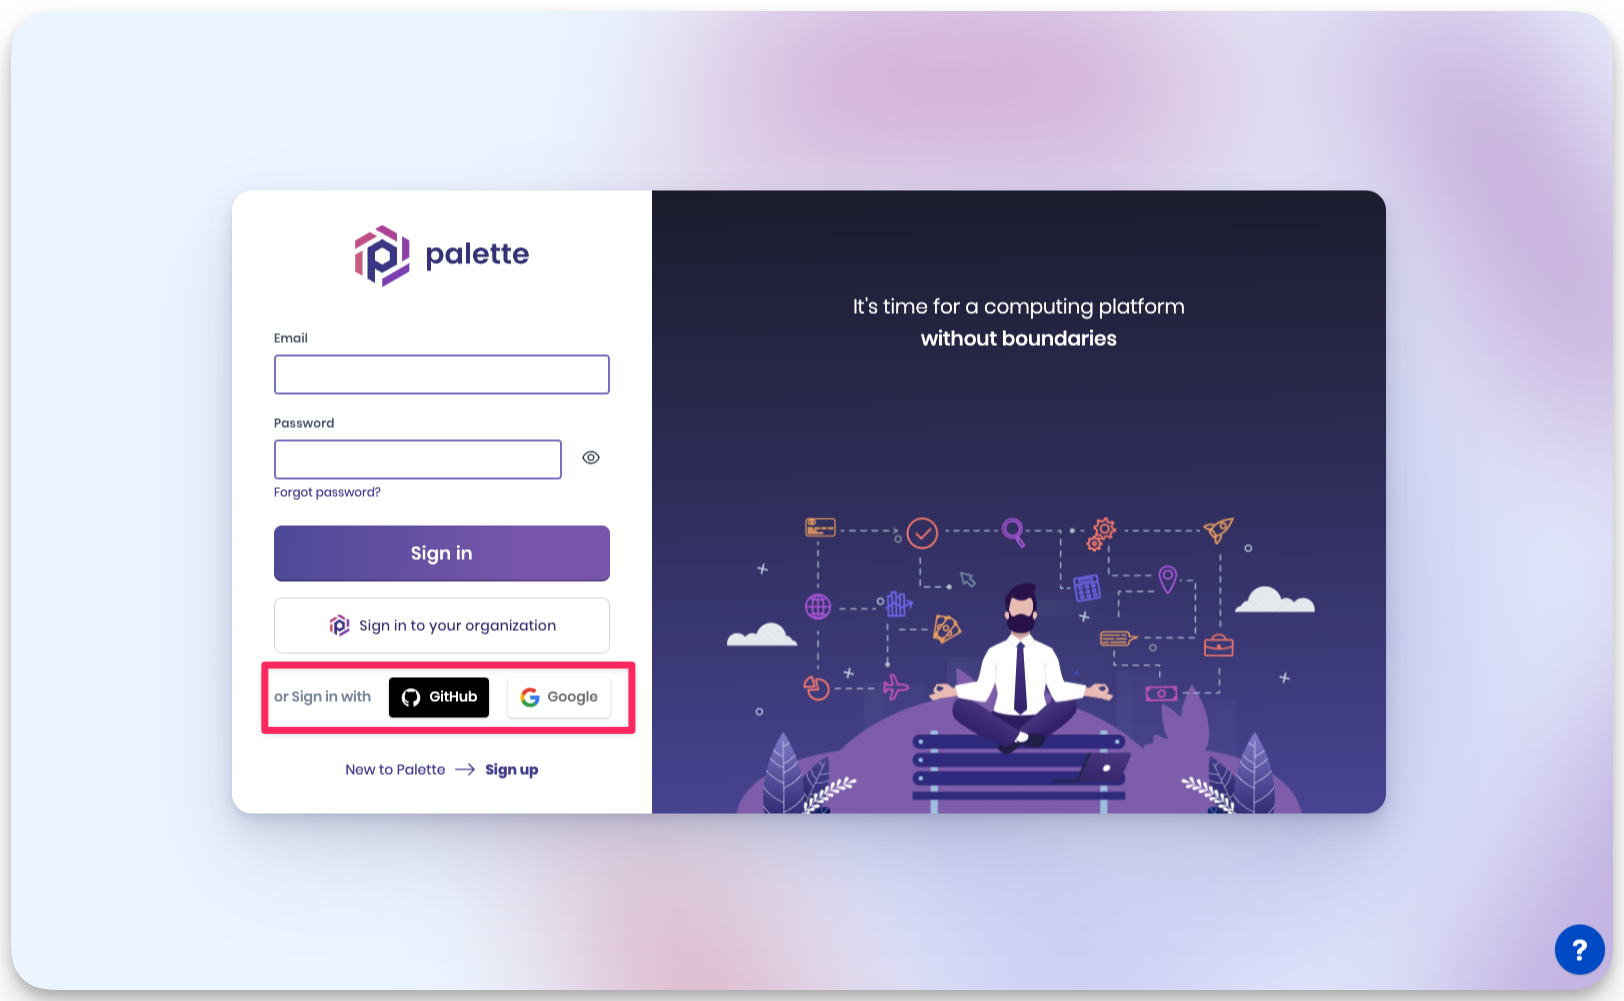 palette
Email
Password
Forgot password?
Sign in
Sign in to your organization
or Sign in with GitHub Google
New to Palette → Sign up
It's time for a computing platform
without boundaries
?